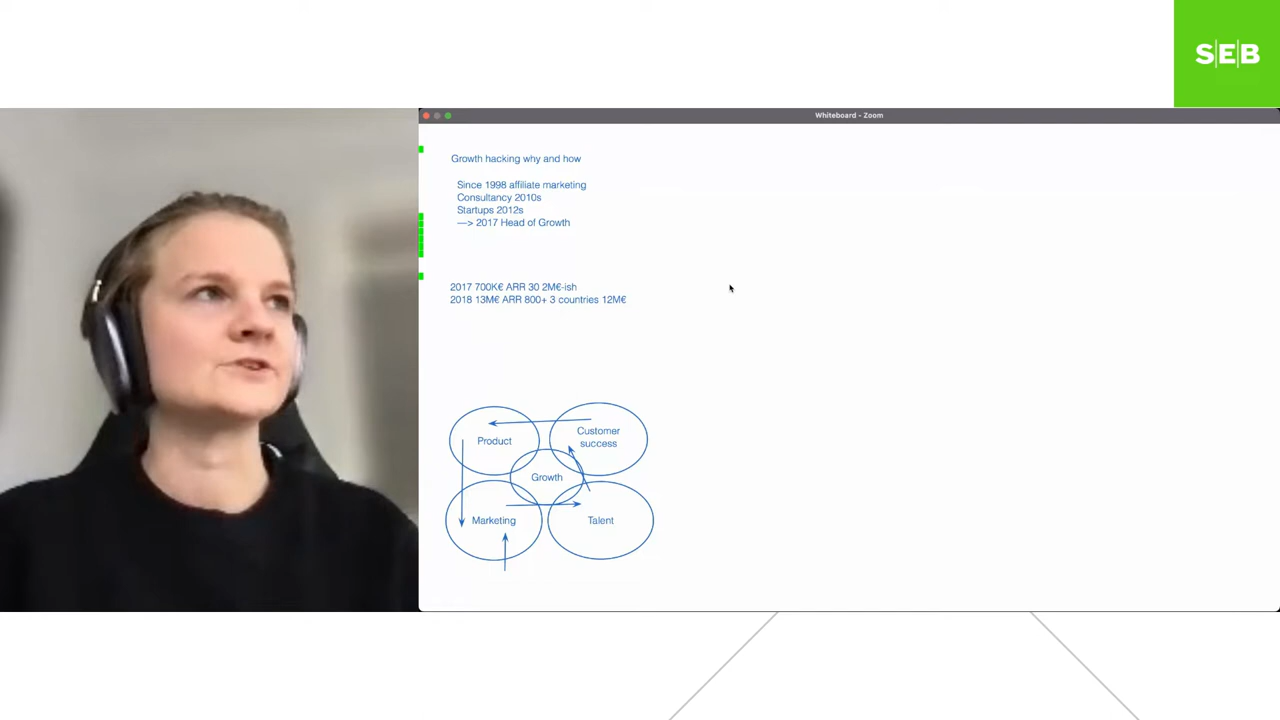 S|E|B
Whiteboard - Zoom
Growth hacking why and how
Since 1998 affiliate marketing
Consultancy 2010s
Startups 2012s
—> 2017 Head of Growth
2017 700K€ ARR 30 2M€-ish
2018 13M€ ARR 800+ 3 countries 12M€
Product
Customer
success
Growth
Marketing
Talent